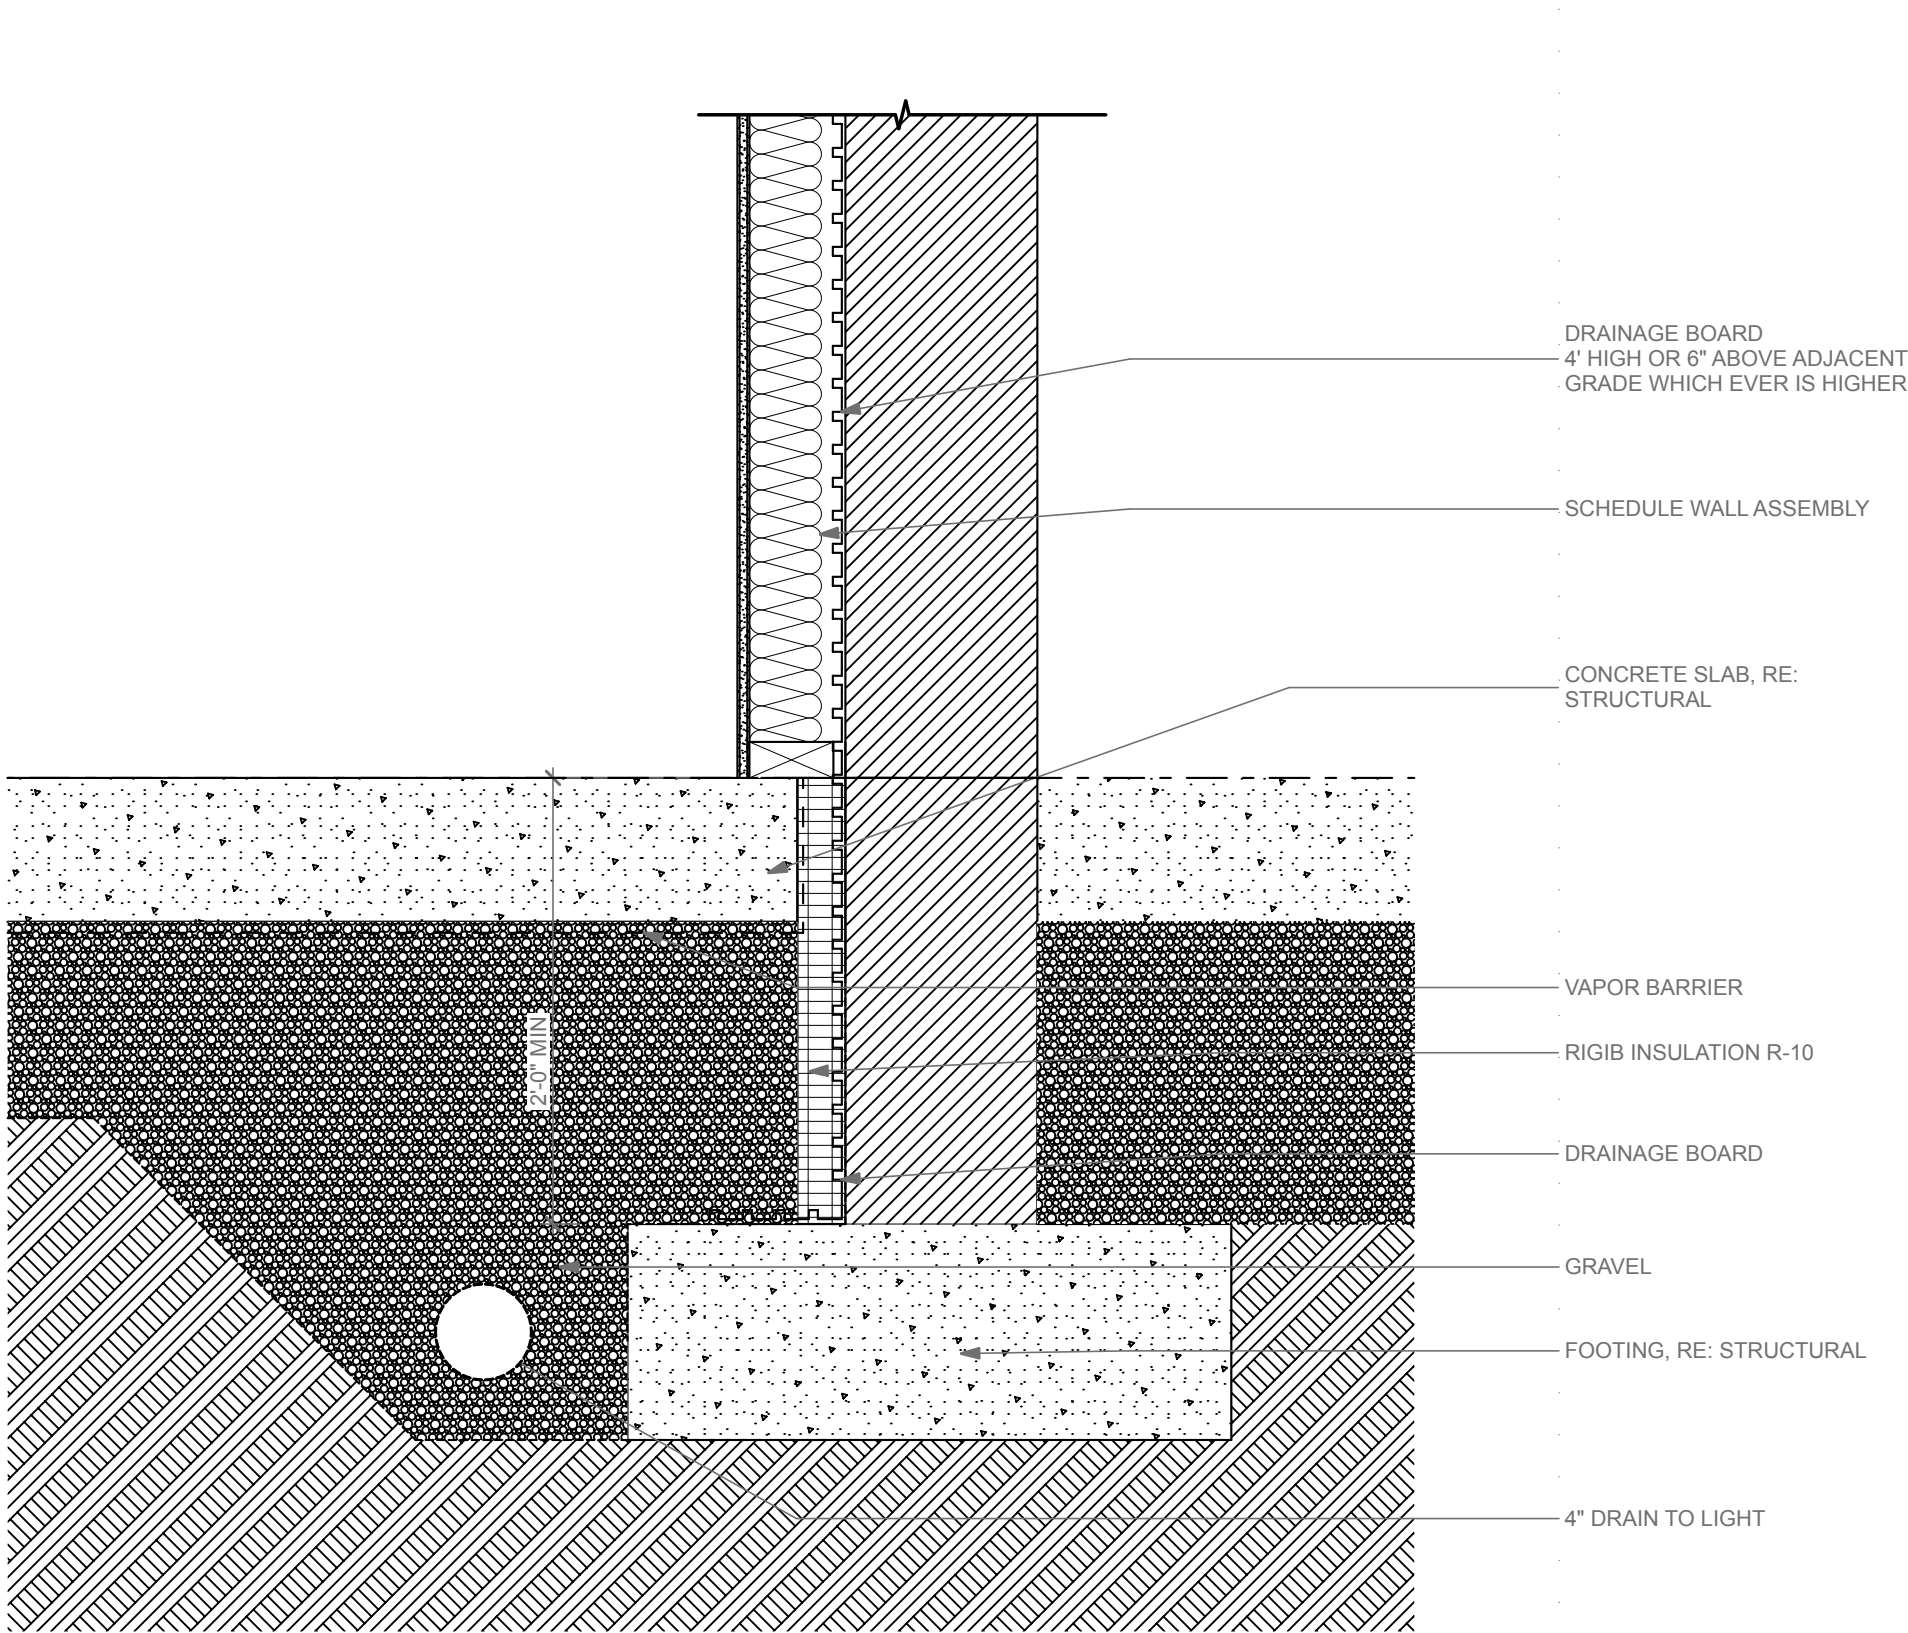 DRAINAGE BOARD
4' HIGH OR 6" ABOVE ADJACENT
GRADE WHICH EVER IS HIGHER
SCHEDULE WALL ASSEMBLY
CONCRETE SLAB, RE:
STRUCTURAL
VAPOR BARRIER
2'-0" MIN
RIGIB INSULATION R-10
DRAINAGE BOARD
GRAVEL
FOOTING, RE: STRUCTURAL
4" DRAIN TO LIGHT